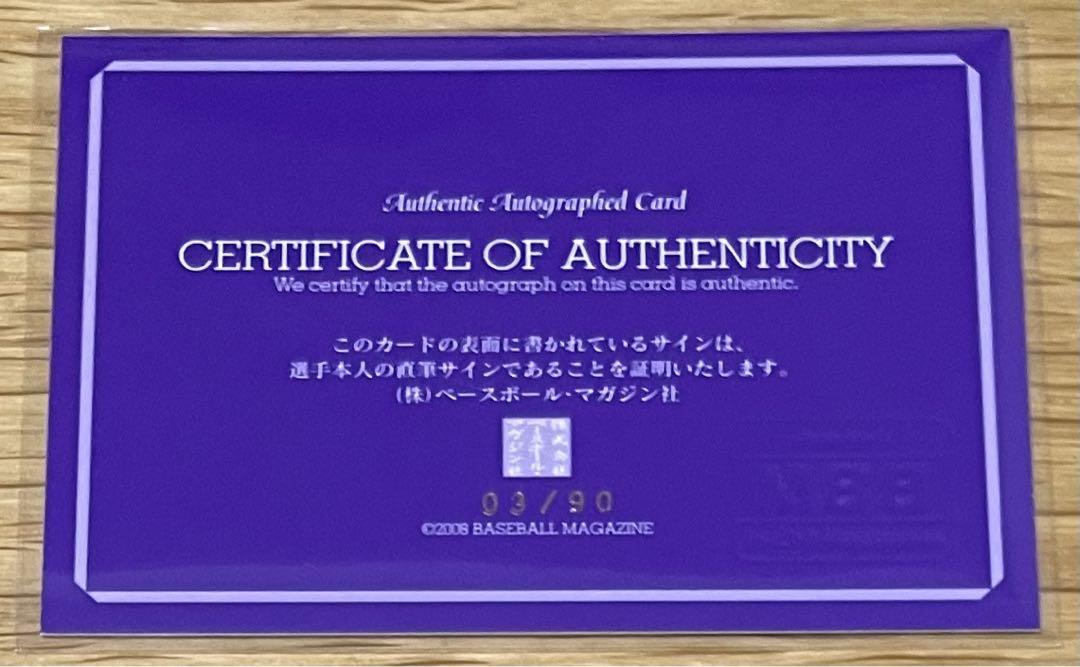 Authentic Autographed Card
CERTIFICATE OF AUTHENTICITY
We certify that the autograph on this card is authentic.
このカードの表面に書かれているサインは、
選手本人の直筆サインであることを証明いたします。
(株)ベースボール・マガジン社
03/90
©2008 BASEBALL MAGAZINE